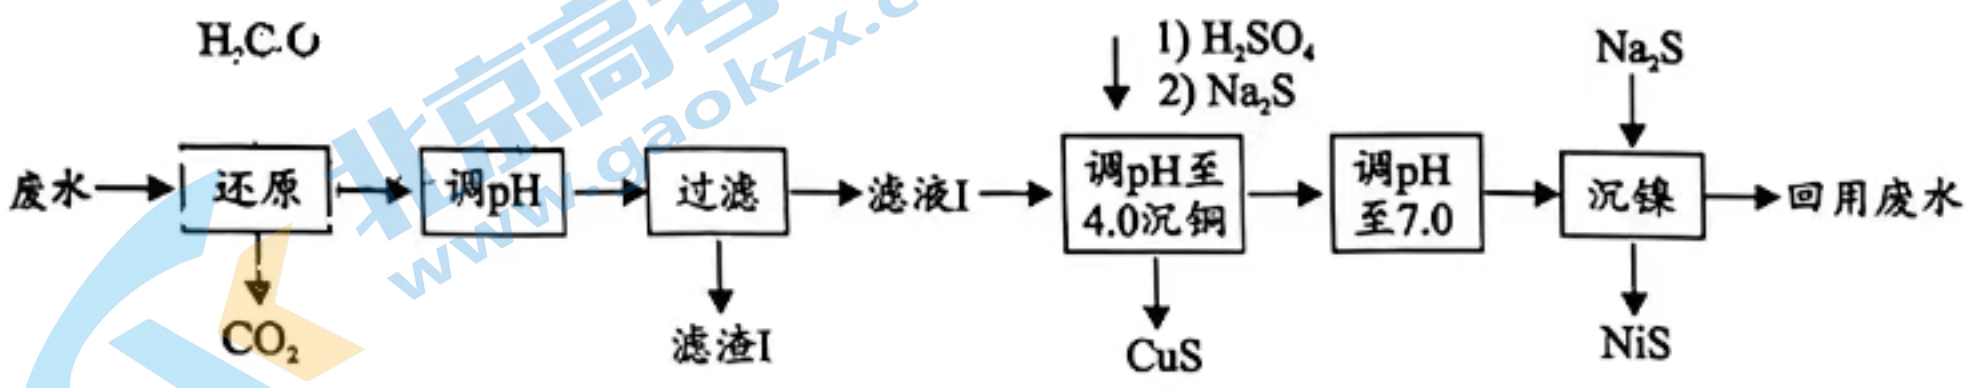 1) H₂SO₄
2) Na₂S
Na₂S
废水
还原
调pH
过滤
滤液I
调pH至
4.0沉铜
调pH
至7.0
沉镍
回用废水
CO₂
滤渣I
CuS
NiS
北京高考
www.gaokzx.c